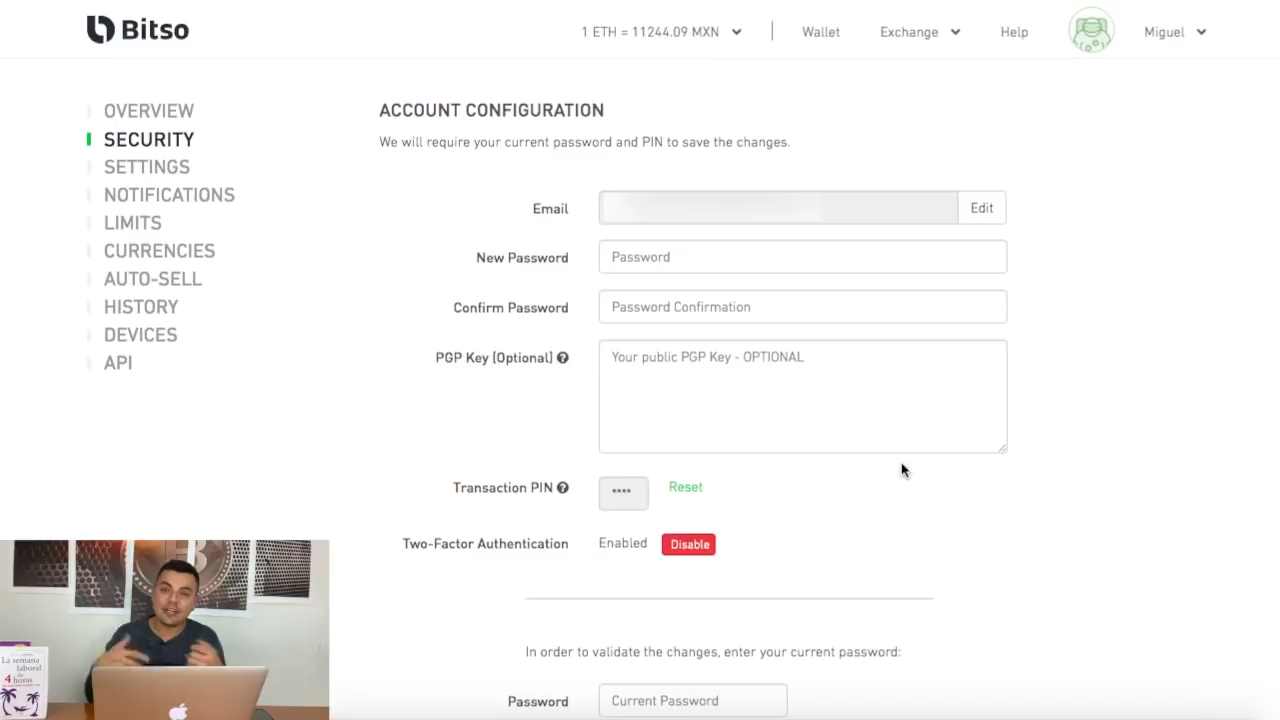 Bitso
1 ETH = 11244.09 MXN
Wallet
Exchange
Help
Miguel
OVERVIEW
SECURITY
SETTINGS
NOTIFICATIONS
LIMITS
CURRENCIES
AUTO-SELL
HISTORY
DEVICES
API
ACCOUNT CONFIGURATION
We will require your current password and PIN to save the changes.
Email
Edit
New Password
Password
Confirm Password
Password Confirmation
PGP Key [Optional]
Your public PGP Key - OPTIONAL
Transaction PIN
****
Reset
Two-Factor Authentication
Enabled
Disable
In order to validate the changes, enter your current password:
Password
Current Password
La semana
laboral
de
4
horas